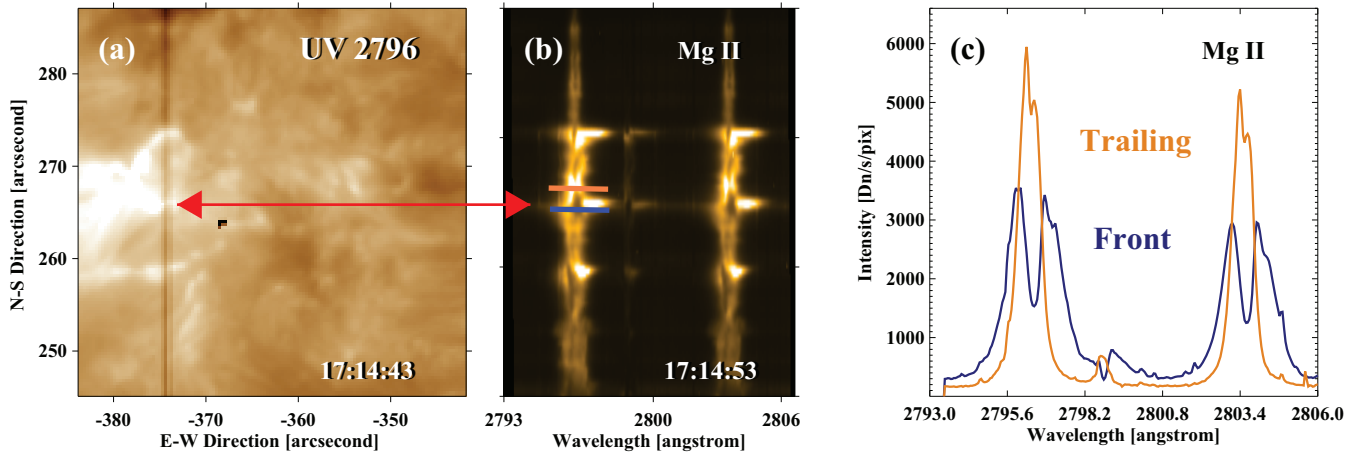 (a) UV 2796
280
270
260
250
N-S Direction [arcsecond]
17:14:43
-380 -370 -360 -350
E-W Direction [arcsecond]
(b) Mg II
17:14:53
2793 2800 2806
Wavelength [angstrom]
(c) Mg II
6000
5000
4000
3000
2000
1000
Intensity [Dn/s/pix]
Trailing
Front
2793.0 2795.6 2798.2 2800.8 2803.4 2806.0
Wavelength [angstrom]